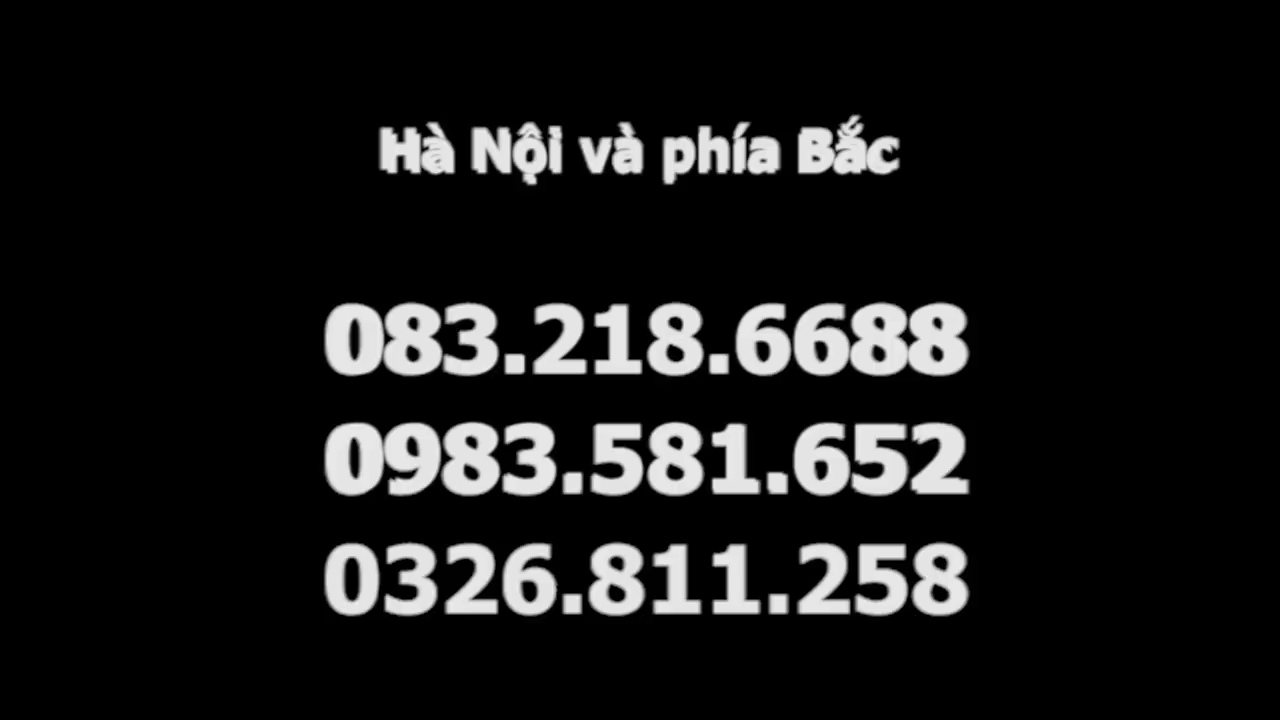 Hà Nội và phía Bắc
083.218.6688
0983.581.652
0326.811.258